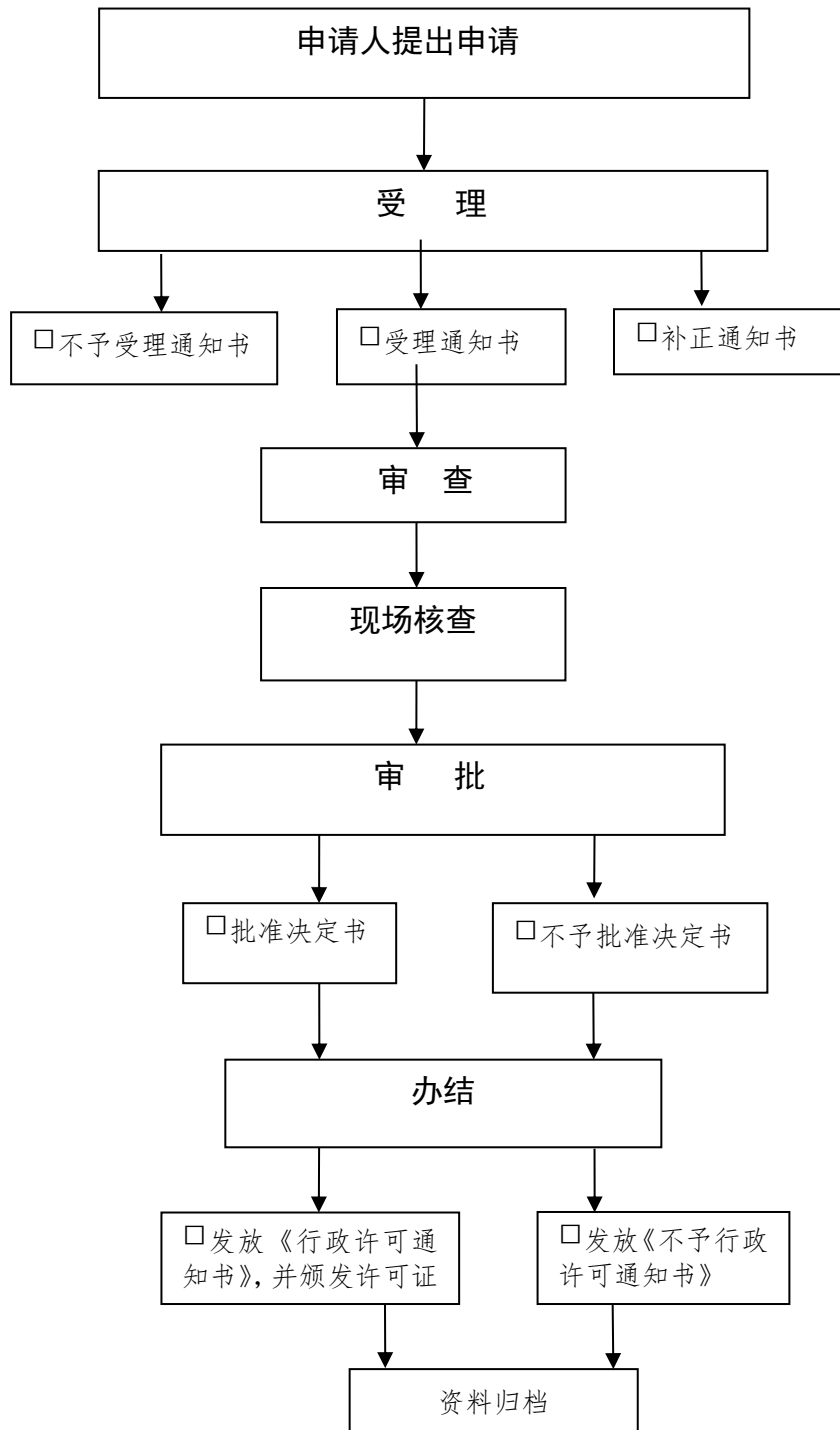 申请人提出申请
受 理
□不予受理通知书
□受理通知书
□补正通知书
审 查
现场核查
审 批
□批准决定书
□不予批准决定书
办结
□发放《行政许可通
知书》，并颁发许可证
□发放《不予行政
许可通知书》
资料归档